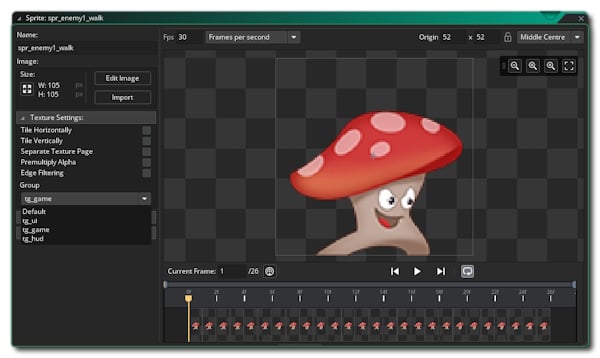 Sprite: spr_enemy1_walk
Name:
spr_enemy1_walk
Image:
Size:
W: 105 px
H: 105 px
Edit Image
Import
Texture Settings:
Tile Horizontally
Tile Vertically
Separate Texture Page
Premultiply Alpha
Edge Filtering
Group
tg_game
Default
tg_ui
tg_game
tg_hud
Fps 30 Frames per second Origin 52 x 52 Middle Centre
Current Frame: 1 /26
0f 2f 4f 6f 8f 10f 12f 14f 16f 18f 20f 22f 24f 26f